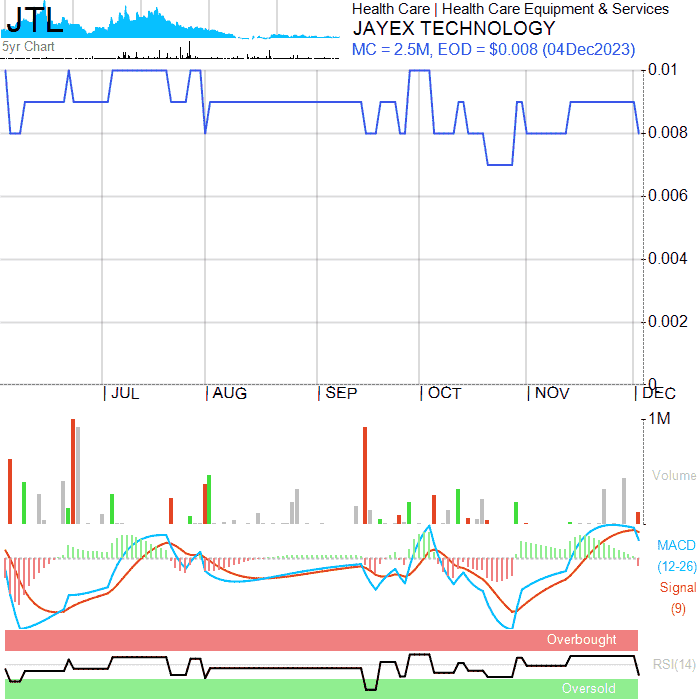 JTL
5yr Chart
Health Care | Health Care Equipment & Services
JAYEX TECHNOLOGY
MC = 2.5M, EOD = $0.008 (04Dec2023)
0.01
0.008
0.006
0.004
0.002
0
JUL AUG SEP OCT NOV DEC
1M
Volume
MACD
(12-26)
Signal
(9)
Overbought
RSI(14)
Oversold